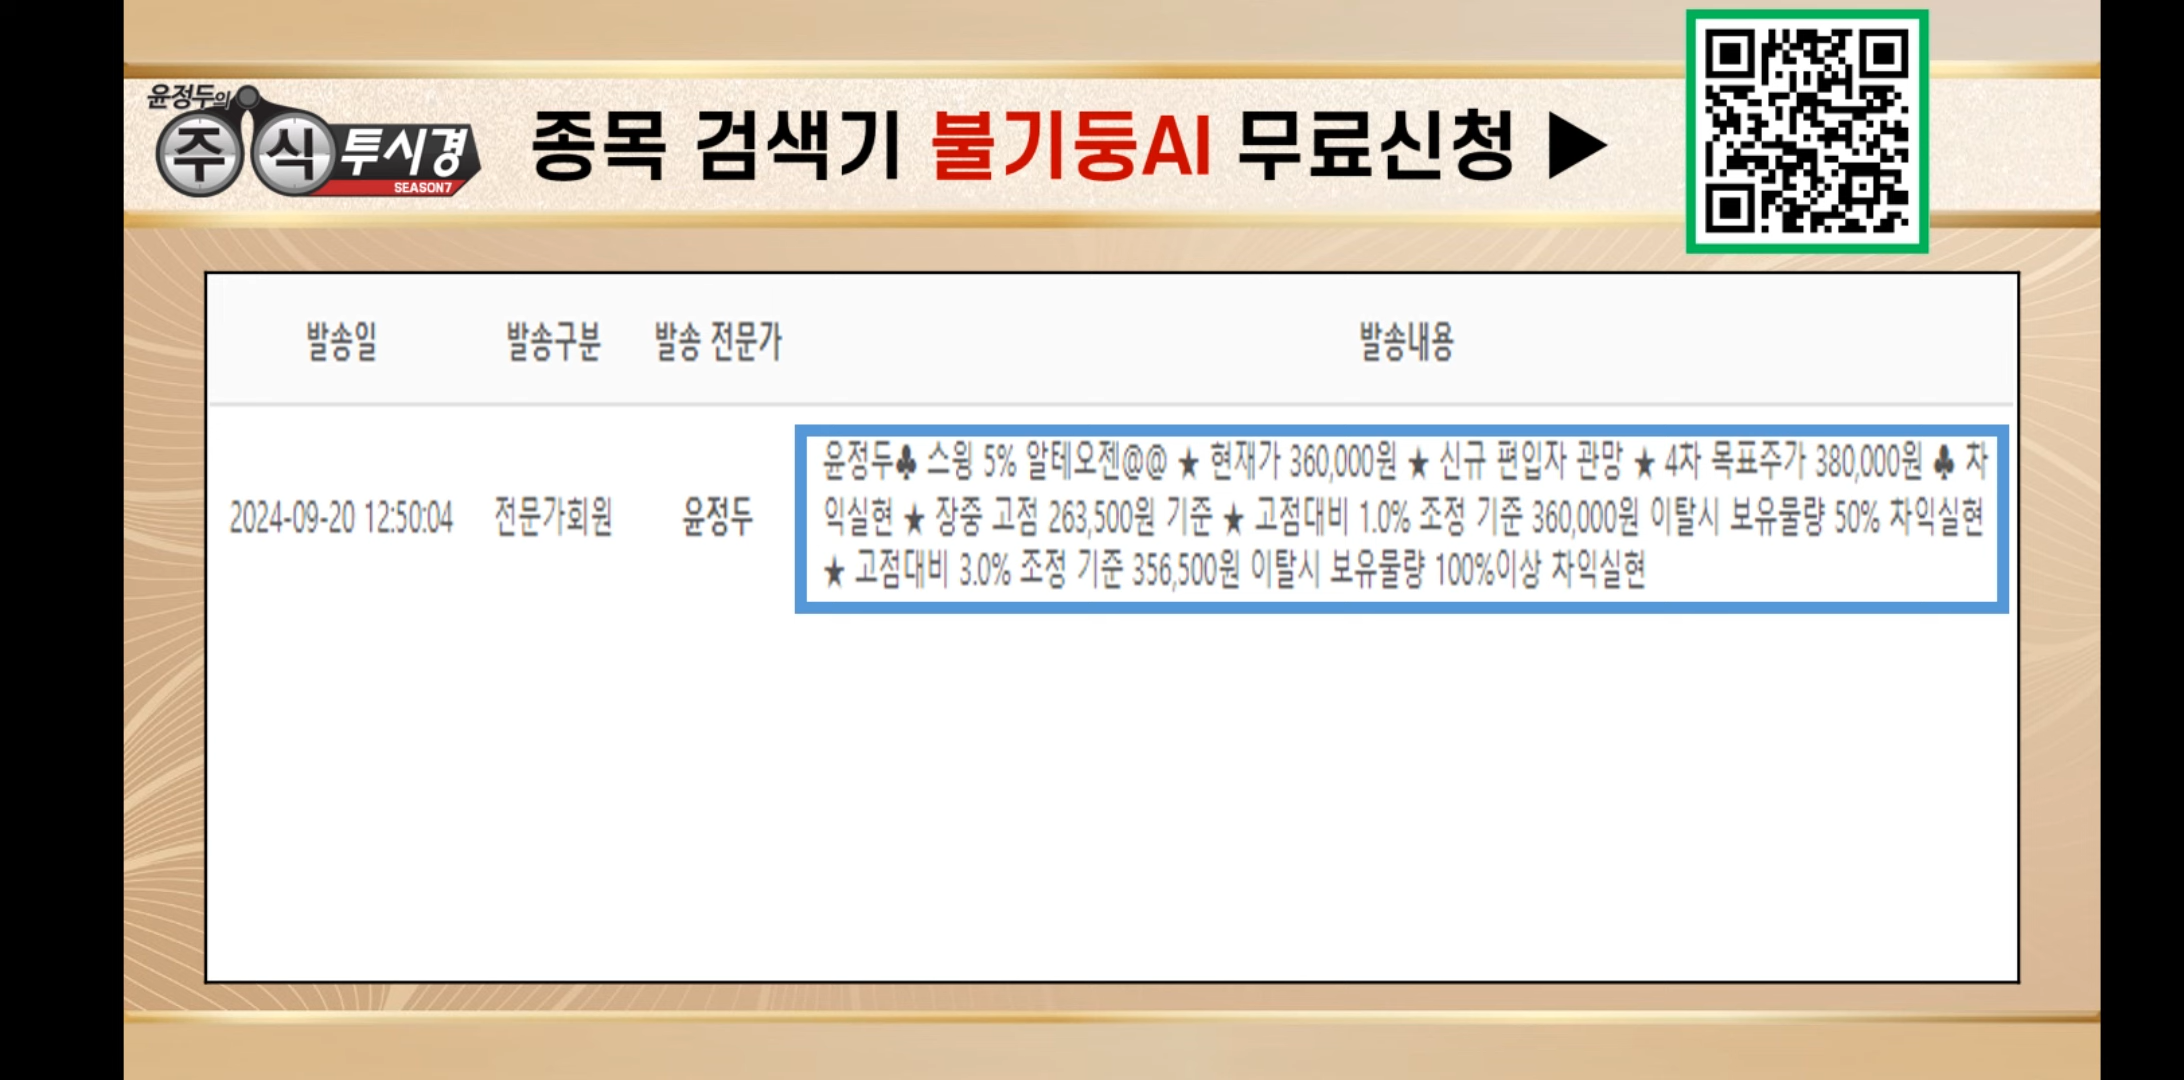 윤정두의
주식투시경
SEASON7
종목 검색기 불기둥AI 무료신청 ▶
발송일 발송구분 발송 전문가 발송내용
2024-09-20 12:50:04 전문가회원 윤정두
윤정두♣ 스윙 5% 알테오젠@@ ★ 현재가 360,000원 ★ 신규 편입자 관망 ★ 4차 목표주가 380,000원 ♣ 차
익실현 ★ 장중 고점 263,500원 기준 ★ 고점대비 1.0% 조정 기준 360,000원 이탈시 보유물량 50% 차익실현
★ 고점대비 3.0% 조정 기준 356,500원 이탈시 보유물량 100%이상 차익실현